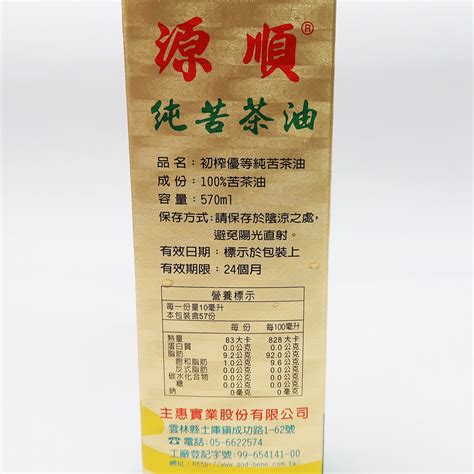 源順®
純苦茶油
品名：初榨優等純苦茶油
成份：100%苦茶油
容量：570ml
保存方式：請保存於陰涼之處，
避免陽光直射。
有效日期：標示於包裝上
有效期限：24個月
營養標示
每一份量10毫升
本包裝含57份
每份 每100毫升
熱量 83大卡 828大卡
蛋白質 0.0公克 0.0公克
脂肪 9.2公克 92.0公克
飽和脂肪 1.0公克 9.6公克
反式脂肪 0.0公克 0.0公克
碳水化合物 0.0公克 0.0公克
糖 0.0公克 0.0公克
鈉 0毫克 0毫克
主惠實業股份有限公司
雲林縣土庫鎮成功路1-62號
☎電話：05-6622574
工廠登記字號：99-654141-00
網址：http://www.god-bene.com.tw/